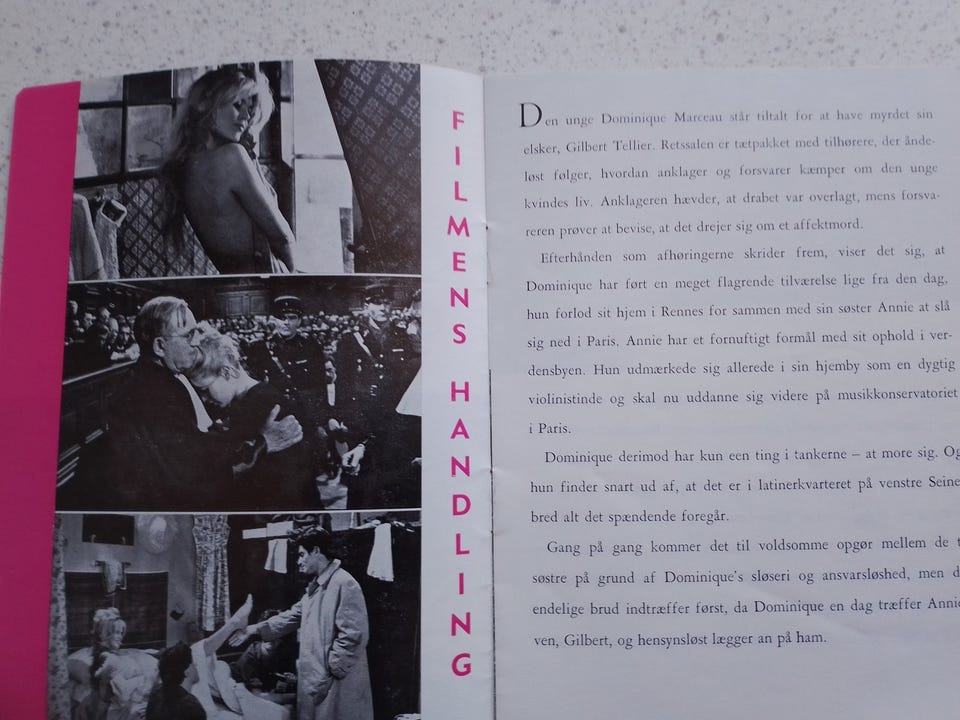 FILMENS HANDLING
Den unge Dominique Marceau står tiltalt for at have myrdet sin
elsker, Gilbert Tellier. Retssalen er tætpakket med tilhørere, der ånde-
løst følger, hvordan anklager og forsvarer kæmper om den unge
kvindes liv. Anklageren hævder, at drabet var overlagt, mens forsva-
reren prøver at bevise, at det drejer sig om et affektmord.
Efterhånden som afhøringerne skrider frem, viser det sig, at
Dominique har ført en meget flagrende tilværelse lige fra den dag,
hun forlod sit hjem i Rennes for sammen med sin søster Annie at slå
sig ned i Paris. Annie har et fornuftigt formål med sit ophold i ver-
densbyen. Hun udmærkede sig allerede i sin hjemby som en dygtig
violinistinde og skal nu uddanne sig videre på musikkonservatoriet
i Paris.
Dominique derimod har kun een ting i tankerne – at more sig. Og
hun finder snart ud af, at det er i latinerkvarteret på venstre Seine
bred alt det spændende foregår.
Gang på gang kommer det til voldsomme opgør mellem de
søstre på grund af Dominique's sløseri og ansvarsløshed, men
endelige brud indtræffer først, da Dominique en dag træffer
ven, Gilbert, og hensynsløst lægger an på ham.